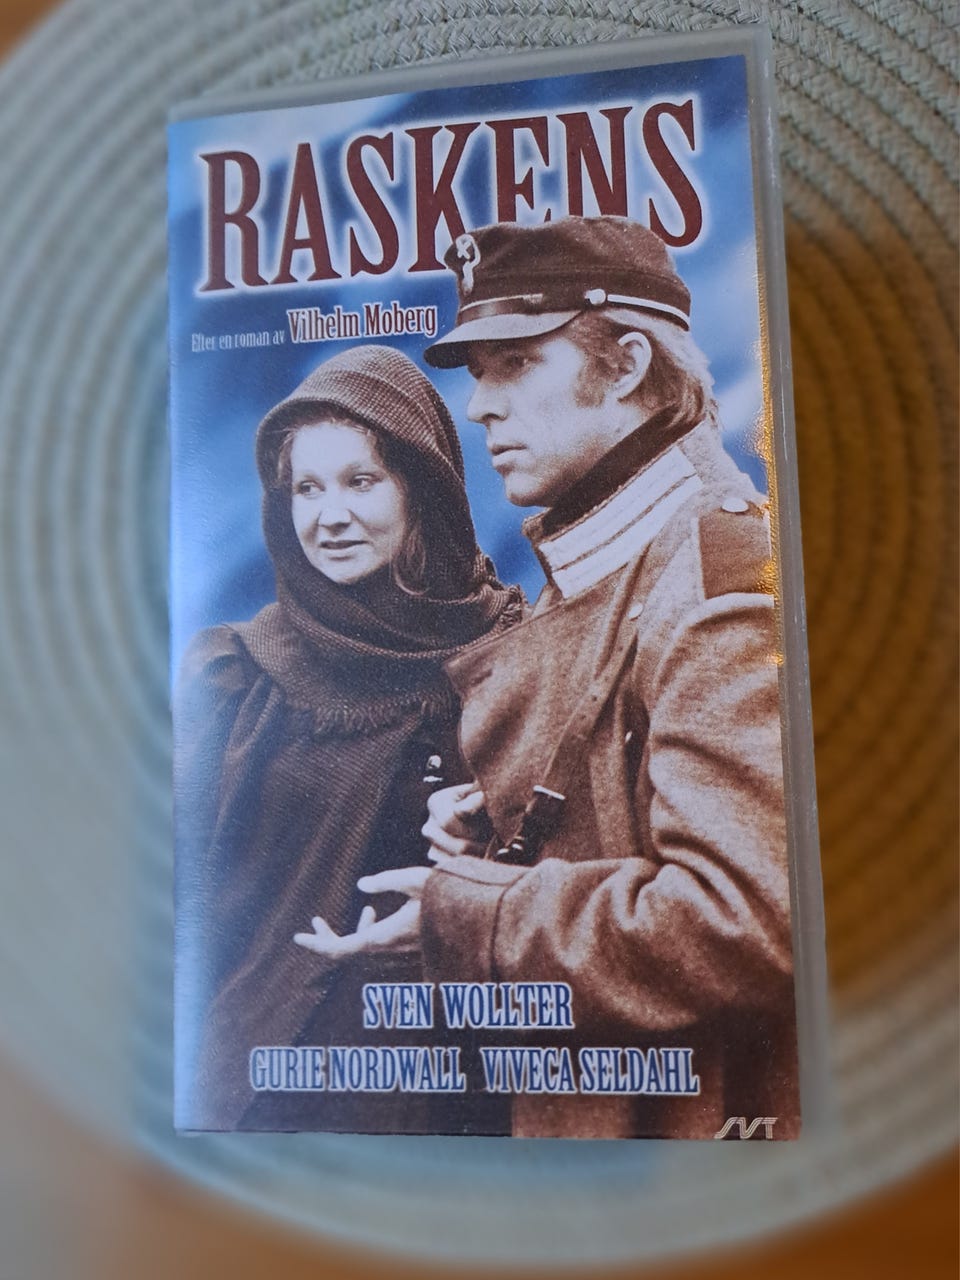 RASKENS
Efter en roman av Vilhelm Moberg
SVEN WOLLTER
GURIE NORDWALL VIVECA SELDAHL
SVT